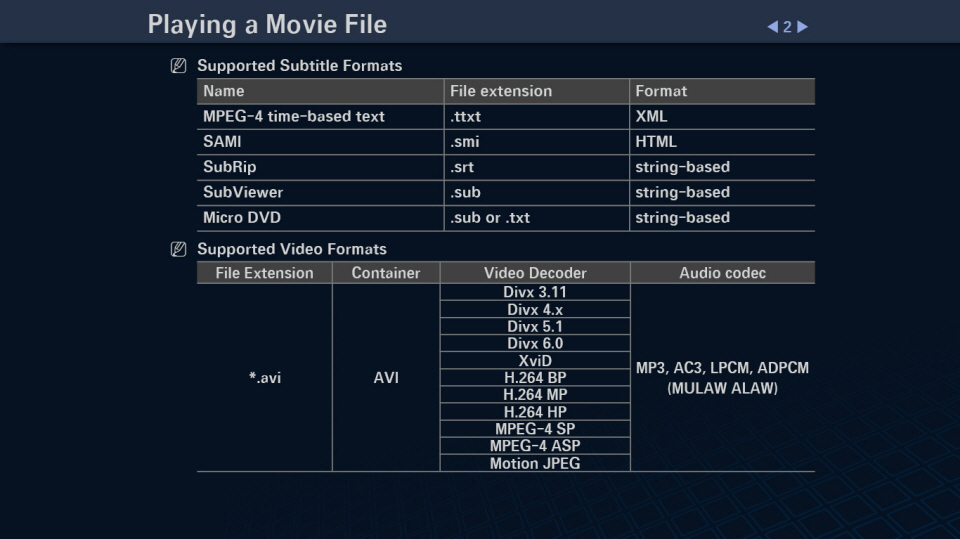 Playing a Movie File
◀ 2 ▶
Supported Subtitle Formats
Name File extension Format
MPEG-4 time-based text .ttxt XML
SAMI .smi HTML
SubRip .srt string-based
SubViewer .sub string-based
Micro DVD .sub or .txt string-based
Supported Video Formats
File Extension Container Video Decoder Audio codec
*.avi AVI
Divx 3.11
Divx 4.x
Divx 5.1
Divx 6.0
XviD
H.264 BP
H.264 MP
H.264 HP
MPEG-4 SP
MPEG-4 ASP
Motion JPEG
MP3, AC3, LPCM, ADPCM
(MULAW ALAW)